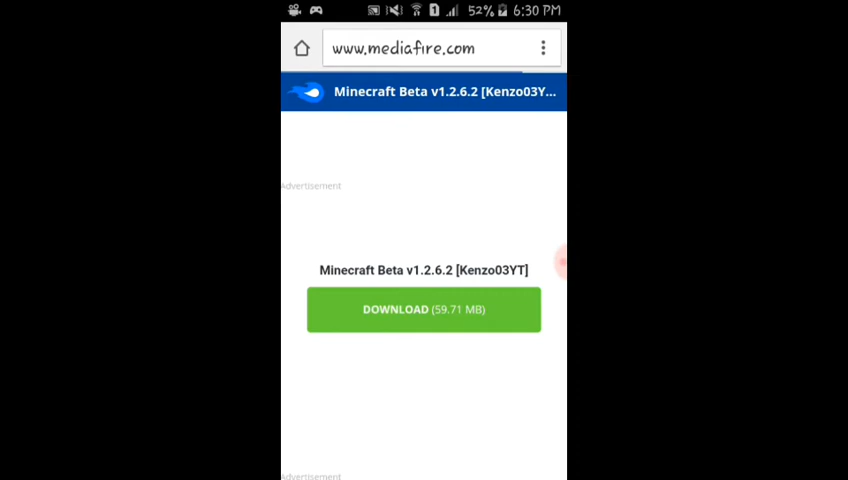 1 52% 6:30 PM
www.mediafire.com
Minecraft Beta v1.2.6.2 [Kenzo03Y...
Advertisement
Minecraft Beta v1.2.6.2 [Kenzo03YT]
DOWNLOAD (59.71 MB)
Advertisement